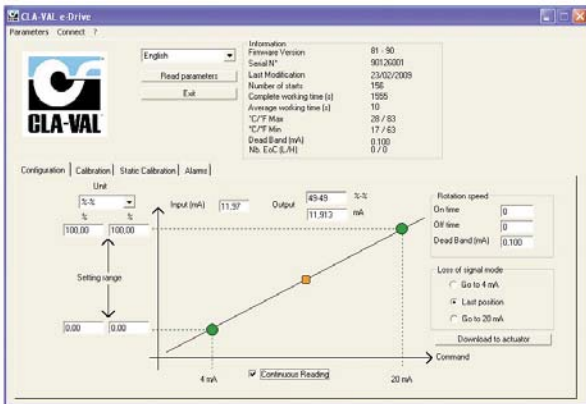 CLA-VAL e-Drive
Parameters Connect ?
CLA-VAL
English
Read parameters
Exit
Information
Firmware Version 81 - 90
Serial N° 90126001
Last Modification 23/02/2009
Number of starts 156
Complete working time (s) 1555
Average working time (s) 10
°C/°F Max 28 / 83
°C/°F Min 17 / 63
Dead Band (mA) 0.100
Nb. EoC (L/H) 0 / 0
Configuration Calibration Static Calibration Alarms
Unit
%-%
% %
100,00 100,00
Setting range
0.00 0.00
Input (mA) 11,97
Output 49-49 %-%
11,913 mA
4 mA
20 mA
Command
Continuous Reading
Rotation speed
On time 0
Off time 0
Dead Band (mA) 0,100
Loss of signal mode
Go to 4 mA
Last position
Go to 20 mA
Download to actuator